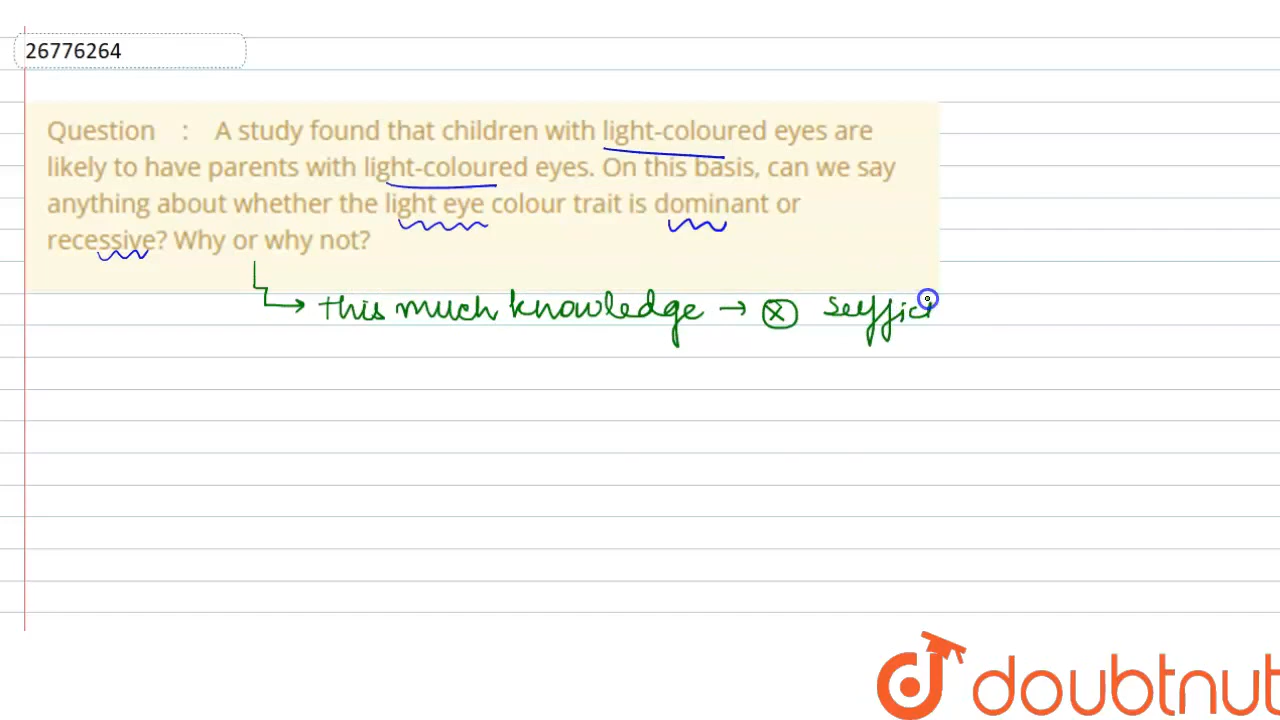 26776264
Question : A study found that children with light-coloured eyes are
likely to have parents with light-coloured eyes. On this basis, can we say
anything about whether the light eye colour trait is dominant or
recessive? Why or why not?
this much knowledge → ⓧ seyffici
doubtnut